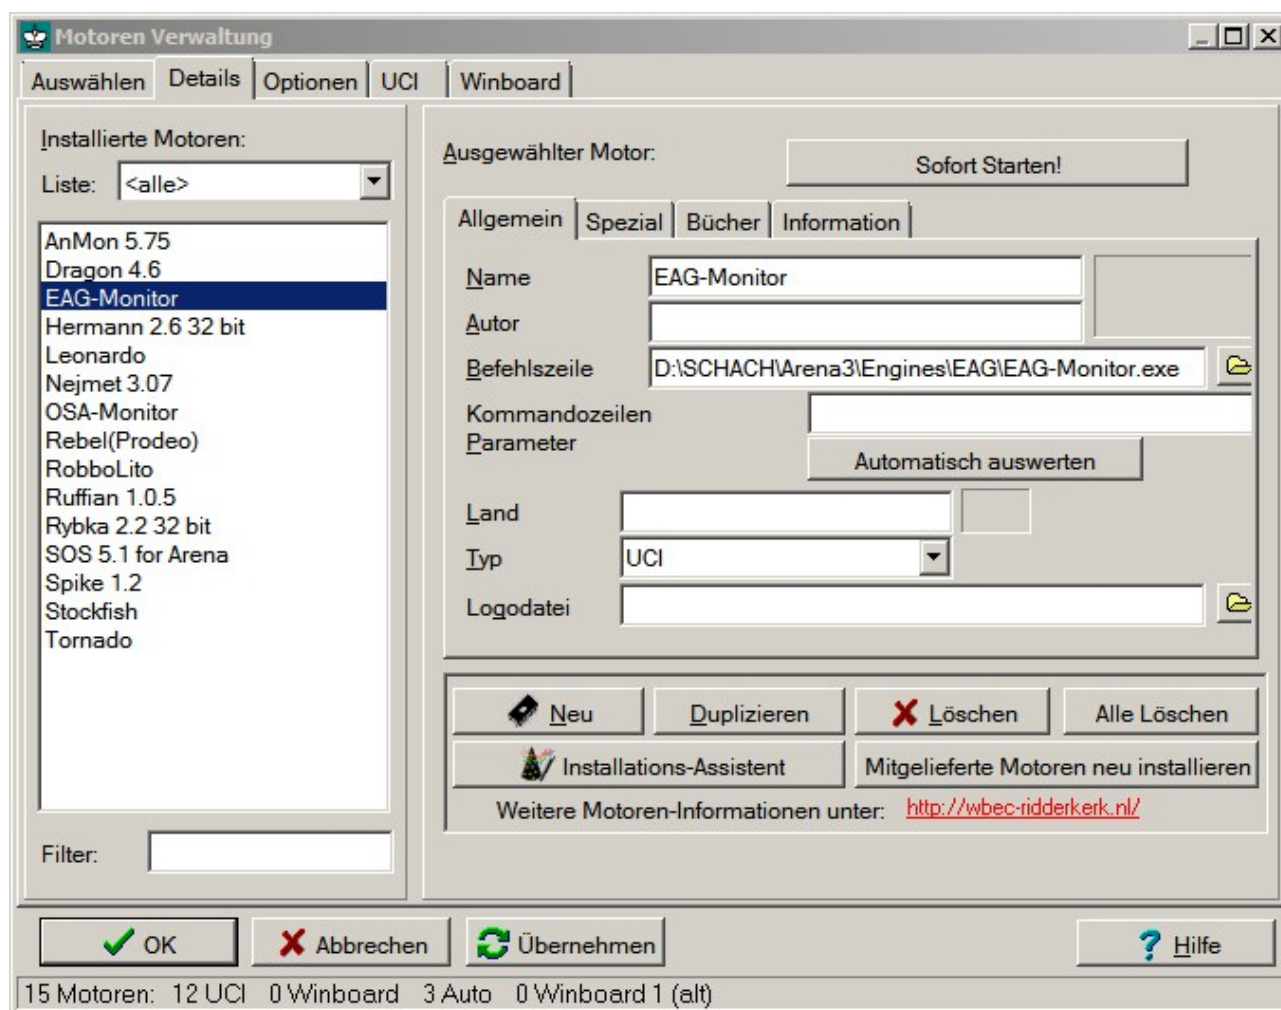 Motoren Verwaltung
Auswählen Details Optionen UCI Winboard
Installierte Motoren:
Liste: <alle>
AnMon 5.75
Dragon 4.6
EAG-Monitor
Hermann 2.6 32 bit
Leonardo
Nejmet 3.07
OSA-Monitor
Rebel(Prodeo)
RobboLito
Ruffian 1.0.5
Rybka 2.2 32 bit
SOS 5.1 for Arena
Spike 1.2
Stockfish
Tornado
Filter:
Ausgewählter Motor: Sofort Starten!
Allgemein Spezial Bücher Information
Name EAG-Monitor
Autor
Befehlszeile D:\SCHACH\Arena3\Engines\EAG\EAG-Monitor.exe
Kommandozeilen
Parameter
Automatisch auswerten
Land
Typ UCI
Logodatei
Neu Duplizieren Löschen Alle Löschen
Installations-Assistent Mitgelieferte Motoren neu installieren
Weitere Motoren-Informationen unter: http://wbec-ridderkerk.nl/
OK Abbrechen Übernehmen Hilfe
15 Motoren: 12 UCI 0 Winboard 3 Auto 0 Winboard 1 (alt)